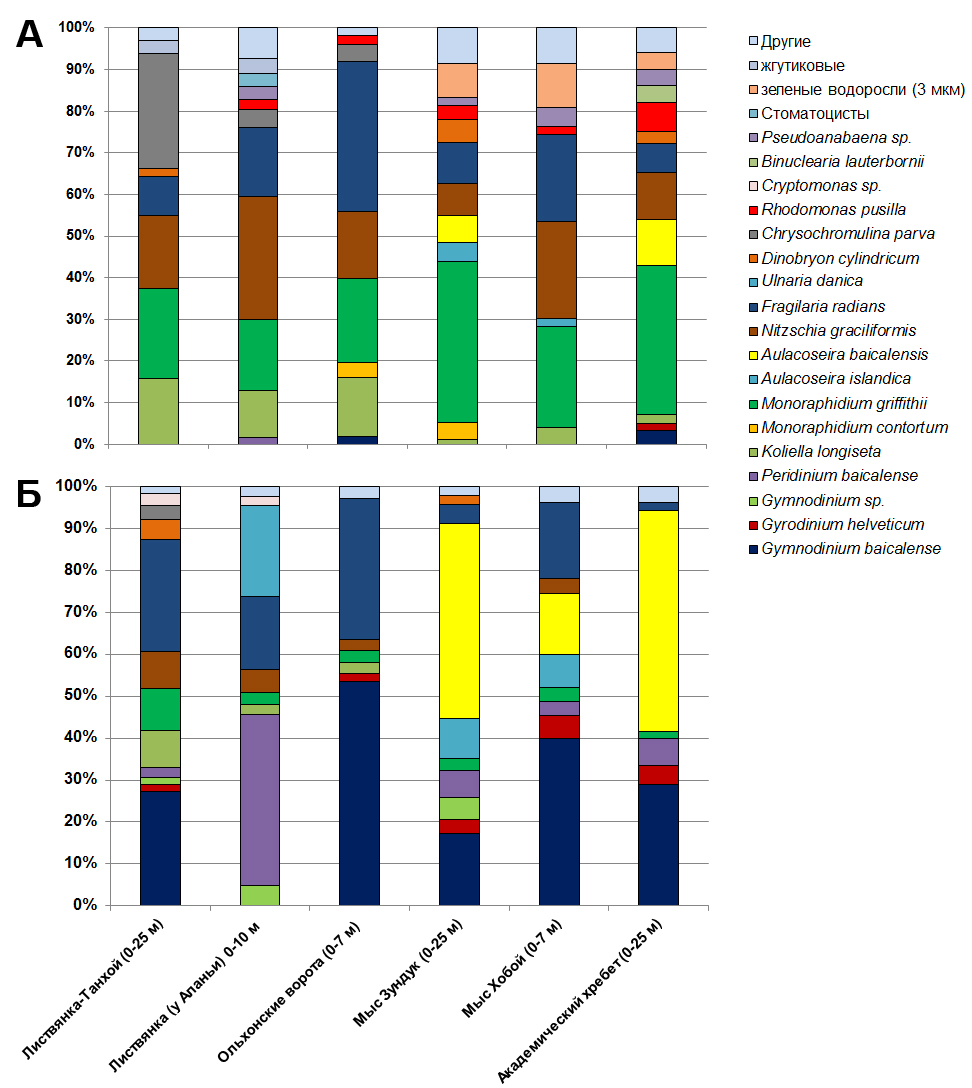 А
100%
90%
80%
70%
60%
50%
40%
30%
20%
10%
0%
Другие
жгутиковые
зеленые водоросли (3 мкм)
Стоматоцисты
Pseudoanabaena sp.
Binuclearia lauterbornii
Cryptomonas sp.
Rhodomonas pusilla
Chrysochromulina parva
Dinobryon cylindricum
Ulnaria danica
Fragilaria radians
Nitzschia graciliformis
Aulacoseira baicalensis
Aulacoseira islandica
Monoraphidium griffithii
Monoraphidium contortum
Koliella longiseta
Peridinium baicalense
Gymnodinium sp.
Gyrodinium helveticum
Gymnodinium baicalense
Б
100%
90%
80%
70%
60%
50%
40%
30%
20%
10%
0%
Листвянка-Танхой (0-25 м)
Листвянка (у Апаньи) 0-10 м
Ольхонские ворота (0-7 м)
Мыс Зундук (0-25 м)
Мыс Хобой (0-7 м)
Академический хребет (0-25 м)